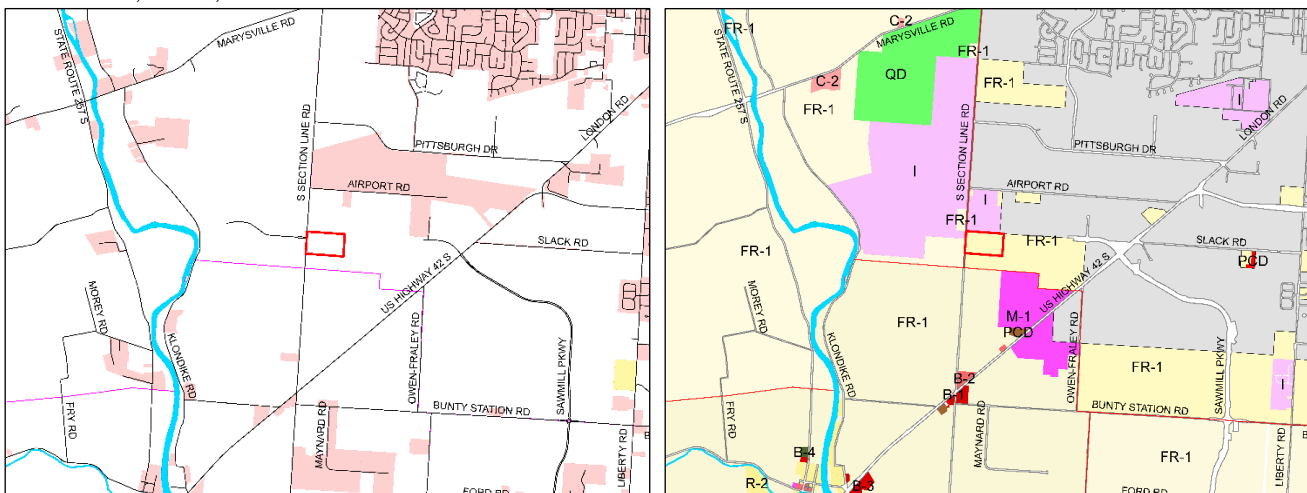 STATE ROUTE 257 S
MARYSVILLE RD
S SECTION LINE RD
LONDON RD
PITTSBURGH DR
AIRPORT RD
SLACK RD
US HIGHWAY 42 S
MOREY RD
KLONDIKE RD
OWEN-FRALEY RD
SAWMILL PKWY
FRY RD
BUNTY STATION RD
MAYNARD RD
LIBERTY RD
FORD RD
B
FR-1
C-2
MARYSVILLE RD
STATE ROUTE 257 S
QD
FR-1
C-2
FR-1
FR-1
I
LONDON RD
S SECTION LINE RD
PITTSBURGH DR
I
AIRPORT RD
I
FR-1
FR-1
SLACK RD
FR-1
PCD
US HIGHWAY 42 S
MOREY RD
M-1
FR-1
PCD
KLONDIKE RD
OWEN-FRALEY RD
FR-1
SAWMILL PKWY
B-2
I
B-1
BUNTY STATION RD
B
FRY RD
MAYNARD RD
LIBERTY RD
B-4
FR-1
R-2
B-3
FORD RD